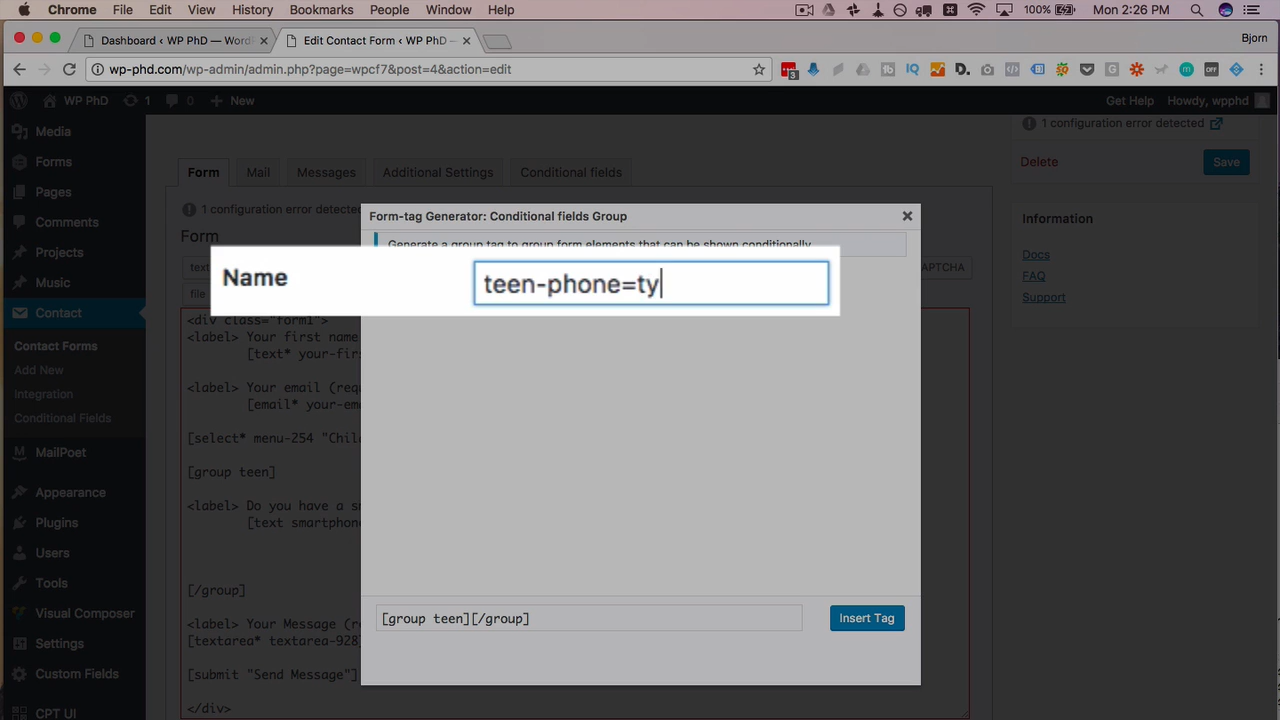 Chrome File Edit View History Bookmarks People Window Help 100% Mon 2:26 PM
Dashboard ‹ WP PhD — WordP Edit Contact Form ‹ WP PhD – Bjorn
wp-phd.com/wp-admin/admin.php?page=wpcf7&post=4&action=edit
WP PhD 1 0 New Get Help Howdy, wpphd
Media
Forms
Pages
Comments
Projects
Music
Contact
Contact Forms
Add New
Integration
Conditional Fields
MailPoet
Appearance
Plugins
Users
Tools
Visual Composer
Settings
Custom Fields
CPT UI
Form Mail Messages Additional Settings Conditional fields
1 configuration error detected
Form
text
file
APTCHA
<div class="form1">
<label> Your first name
[text* your-firs
<label> Your email (requ
[email* your-ema
[select* menu-254 "Chil
[group teen]
<label> Do you have a sm
[text smartphone
[/group]
<label> Your Message (re
[textarea* textarea-928]
[submit "Send Message"]
</div>
Form-tag Generator: Conditional fields Group
Generate a group tag to group form elements that can be shown conditionally.
Name teen-phone=ty
[group teen][/group] Insert Tag
1 configuration error detected
Delete Save
Information
Docs
FAQ
Support